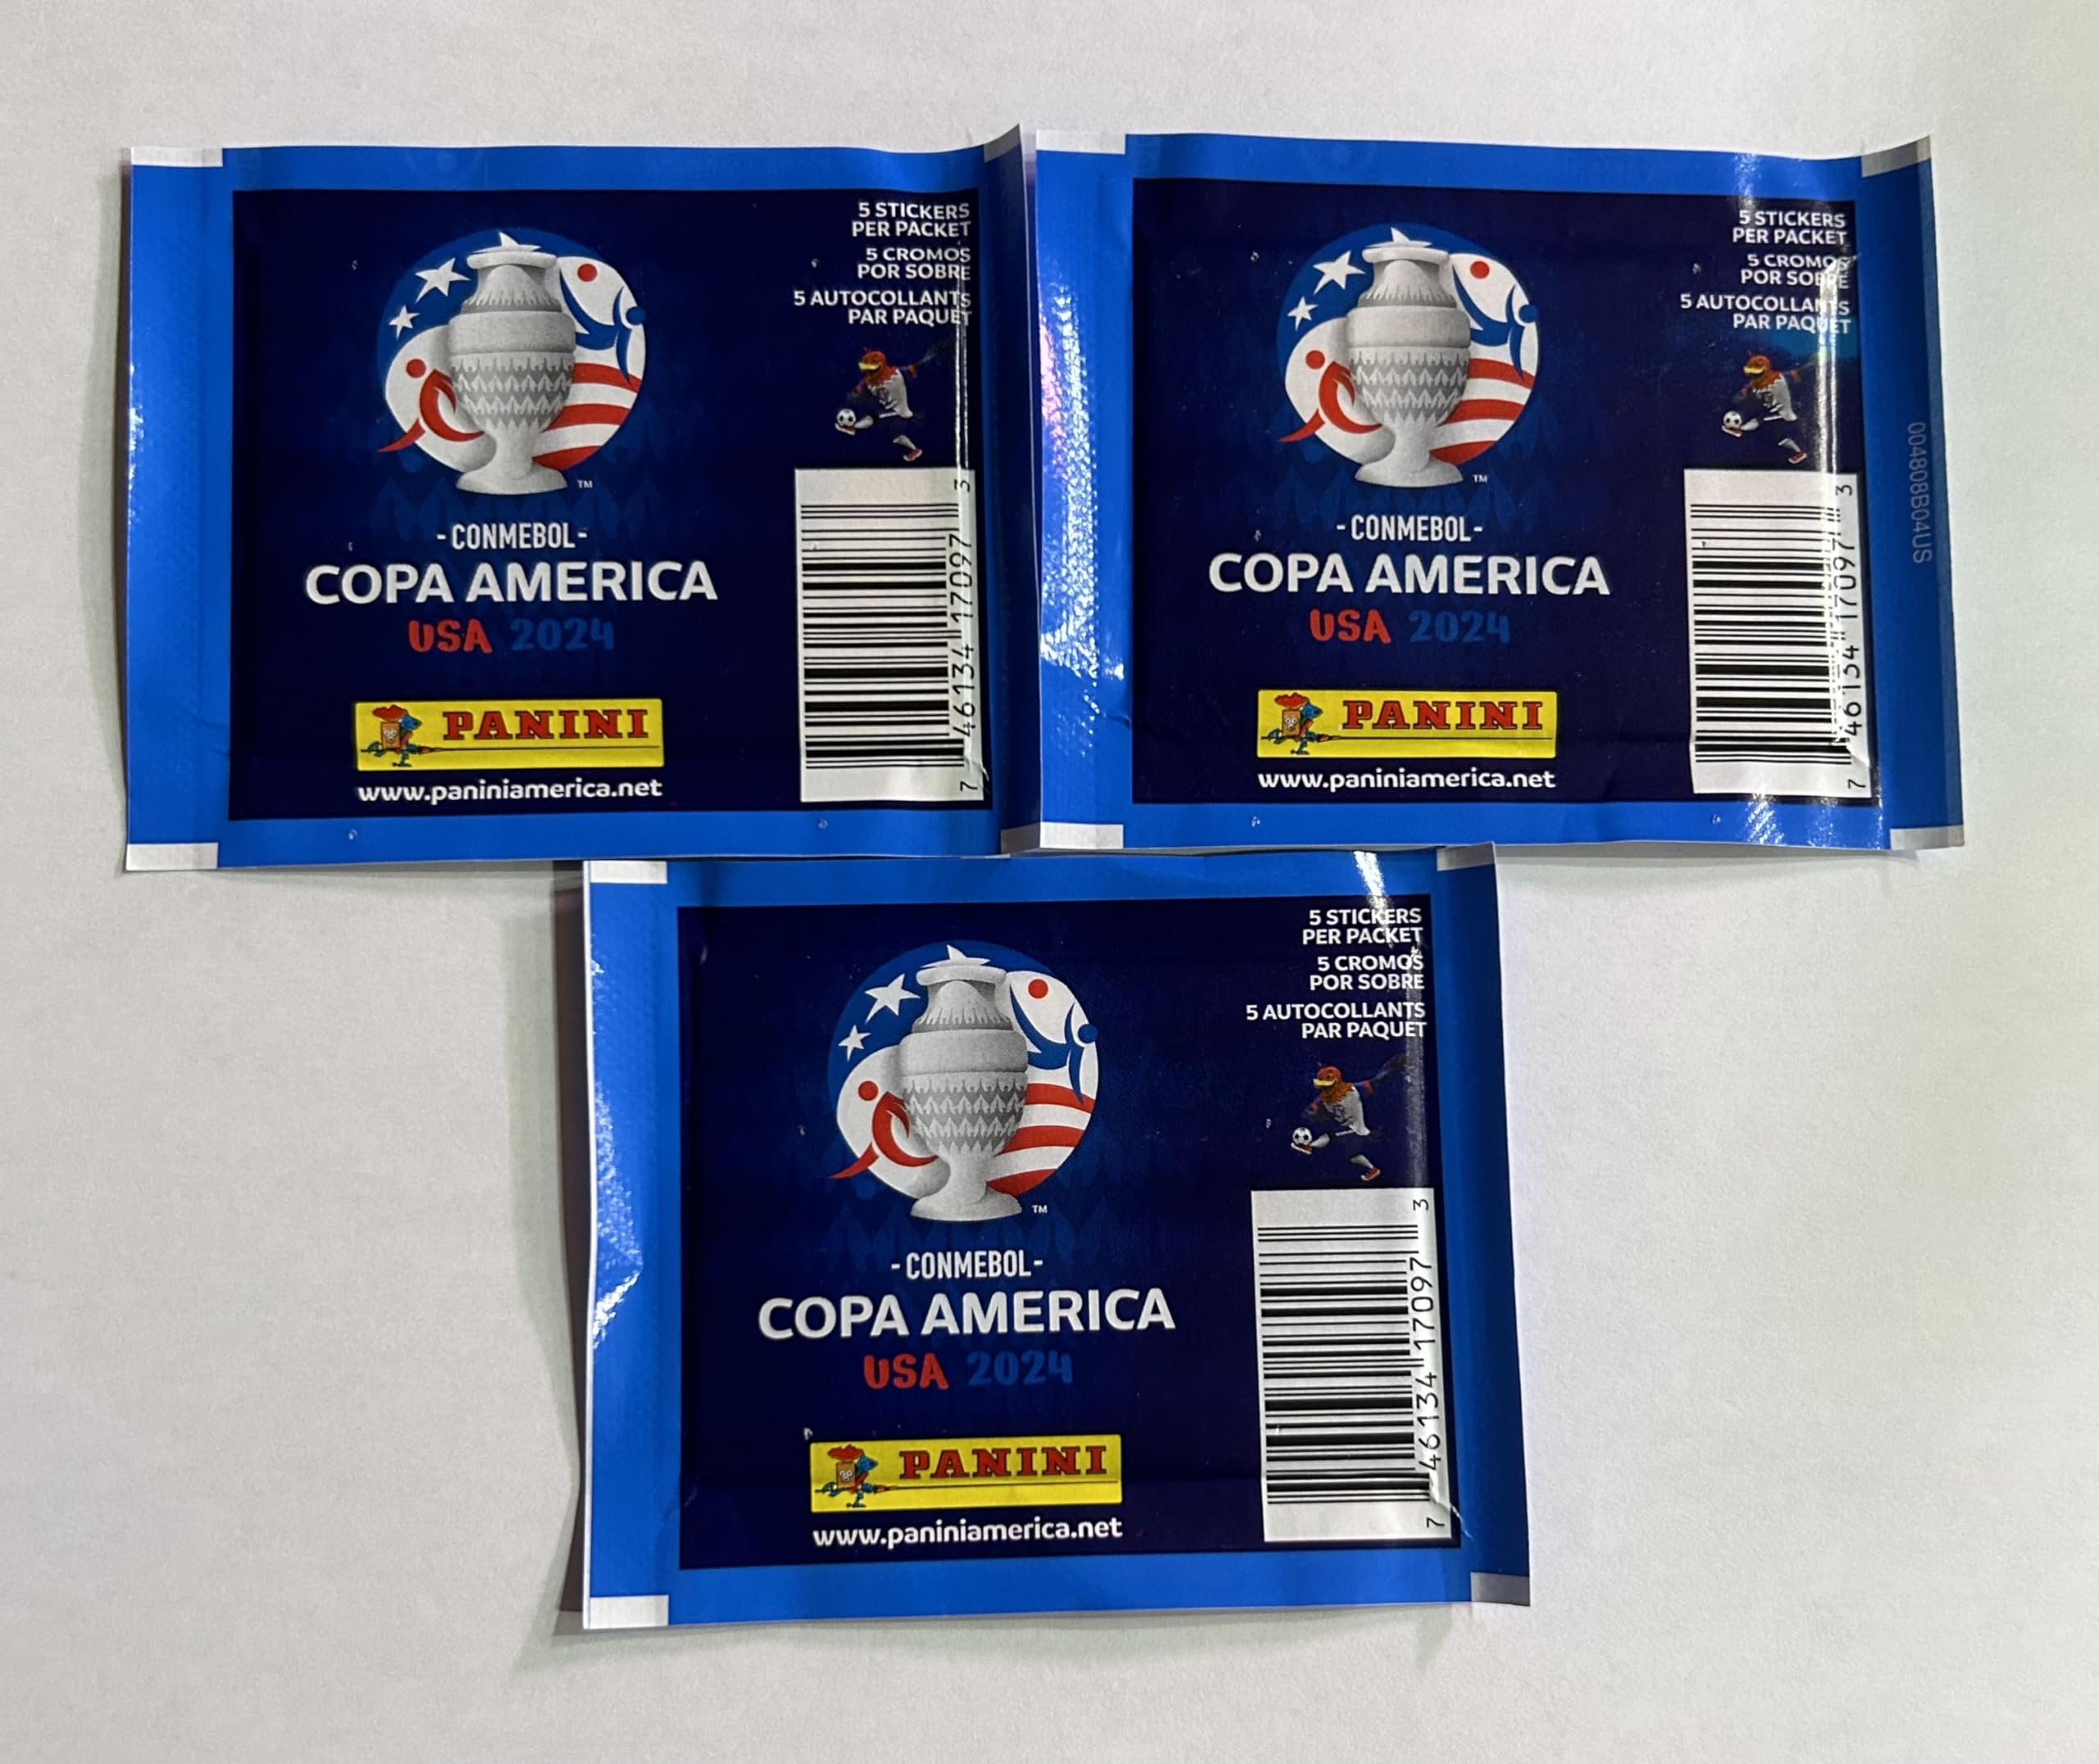 5 STICKERS
PER PACKET
5 CROMOS
POR SOBRE
5 AUTOCOLLANTS
PAR PAQUET
TM
-CONMEBOL-
COPA AMERICA
USA 2024
PANINI
www.paniniamerica.net
7 46134 17097 3
5 STICKERS
PER PACKET
5 CROMOS
POR SOBRE
5 AUTOCOLLANTS
PAR PAQUET
TM
-CONMEBOL-
COPA AMERICA
USA 2024
PANINI
www.paniniamerica.net
7 46134 17097 3
004808B04US
5 STICKERS
PER PACKET
5 CROMOS
POR SOBRE
5 AUTOCOLLANTS
PAR PAQUET
TM
-CONMEBOL-
COPA AMERICA
USA 2024
PANINI
www.paniniamerica.net
7 46134 17097 3